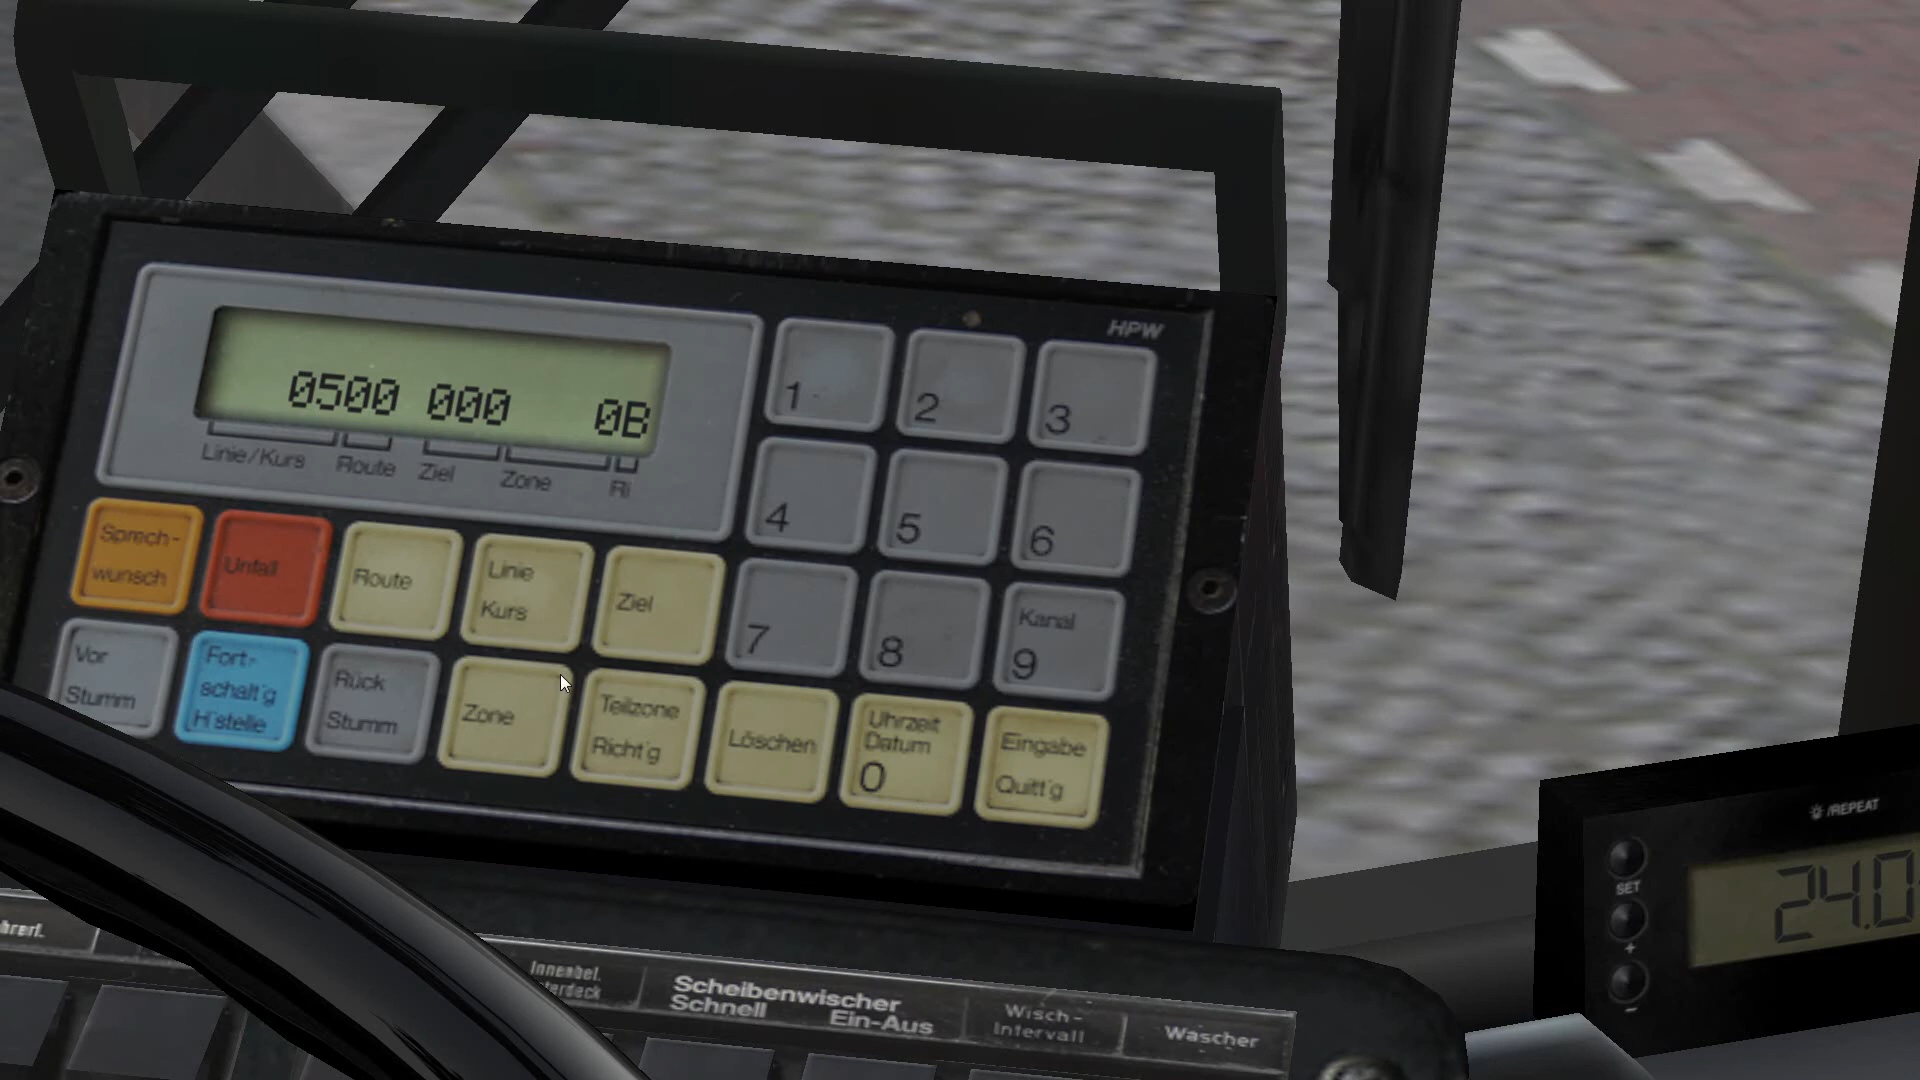 HPW
0500 000 0B
Linie/Kurs Route Ziel Zone Ri
1 2 3
4 5 6
7 8 Kanal 9
Sprech-
wunsch
Unfall
Route
Linie
Kurs
Ziel
Vor
Stumm
Fort-
schalt'g
H'stelle
Rück
Stumm
Zone
Teilzone
Richt'g
Löschen
Uhrzeit
Datum
0
Eingabe
Quitt'g
/REPEAT
SET
24.0
+
-
Innenbel.
Scheibenwischer
Schnell Ein-Aus
Wisch-
Intervall
Wascher